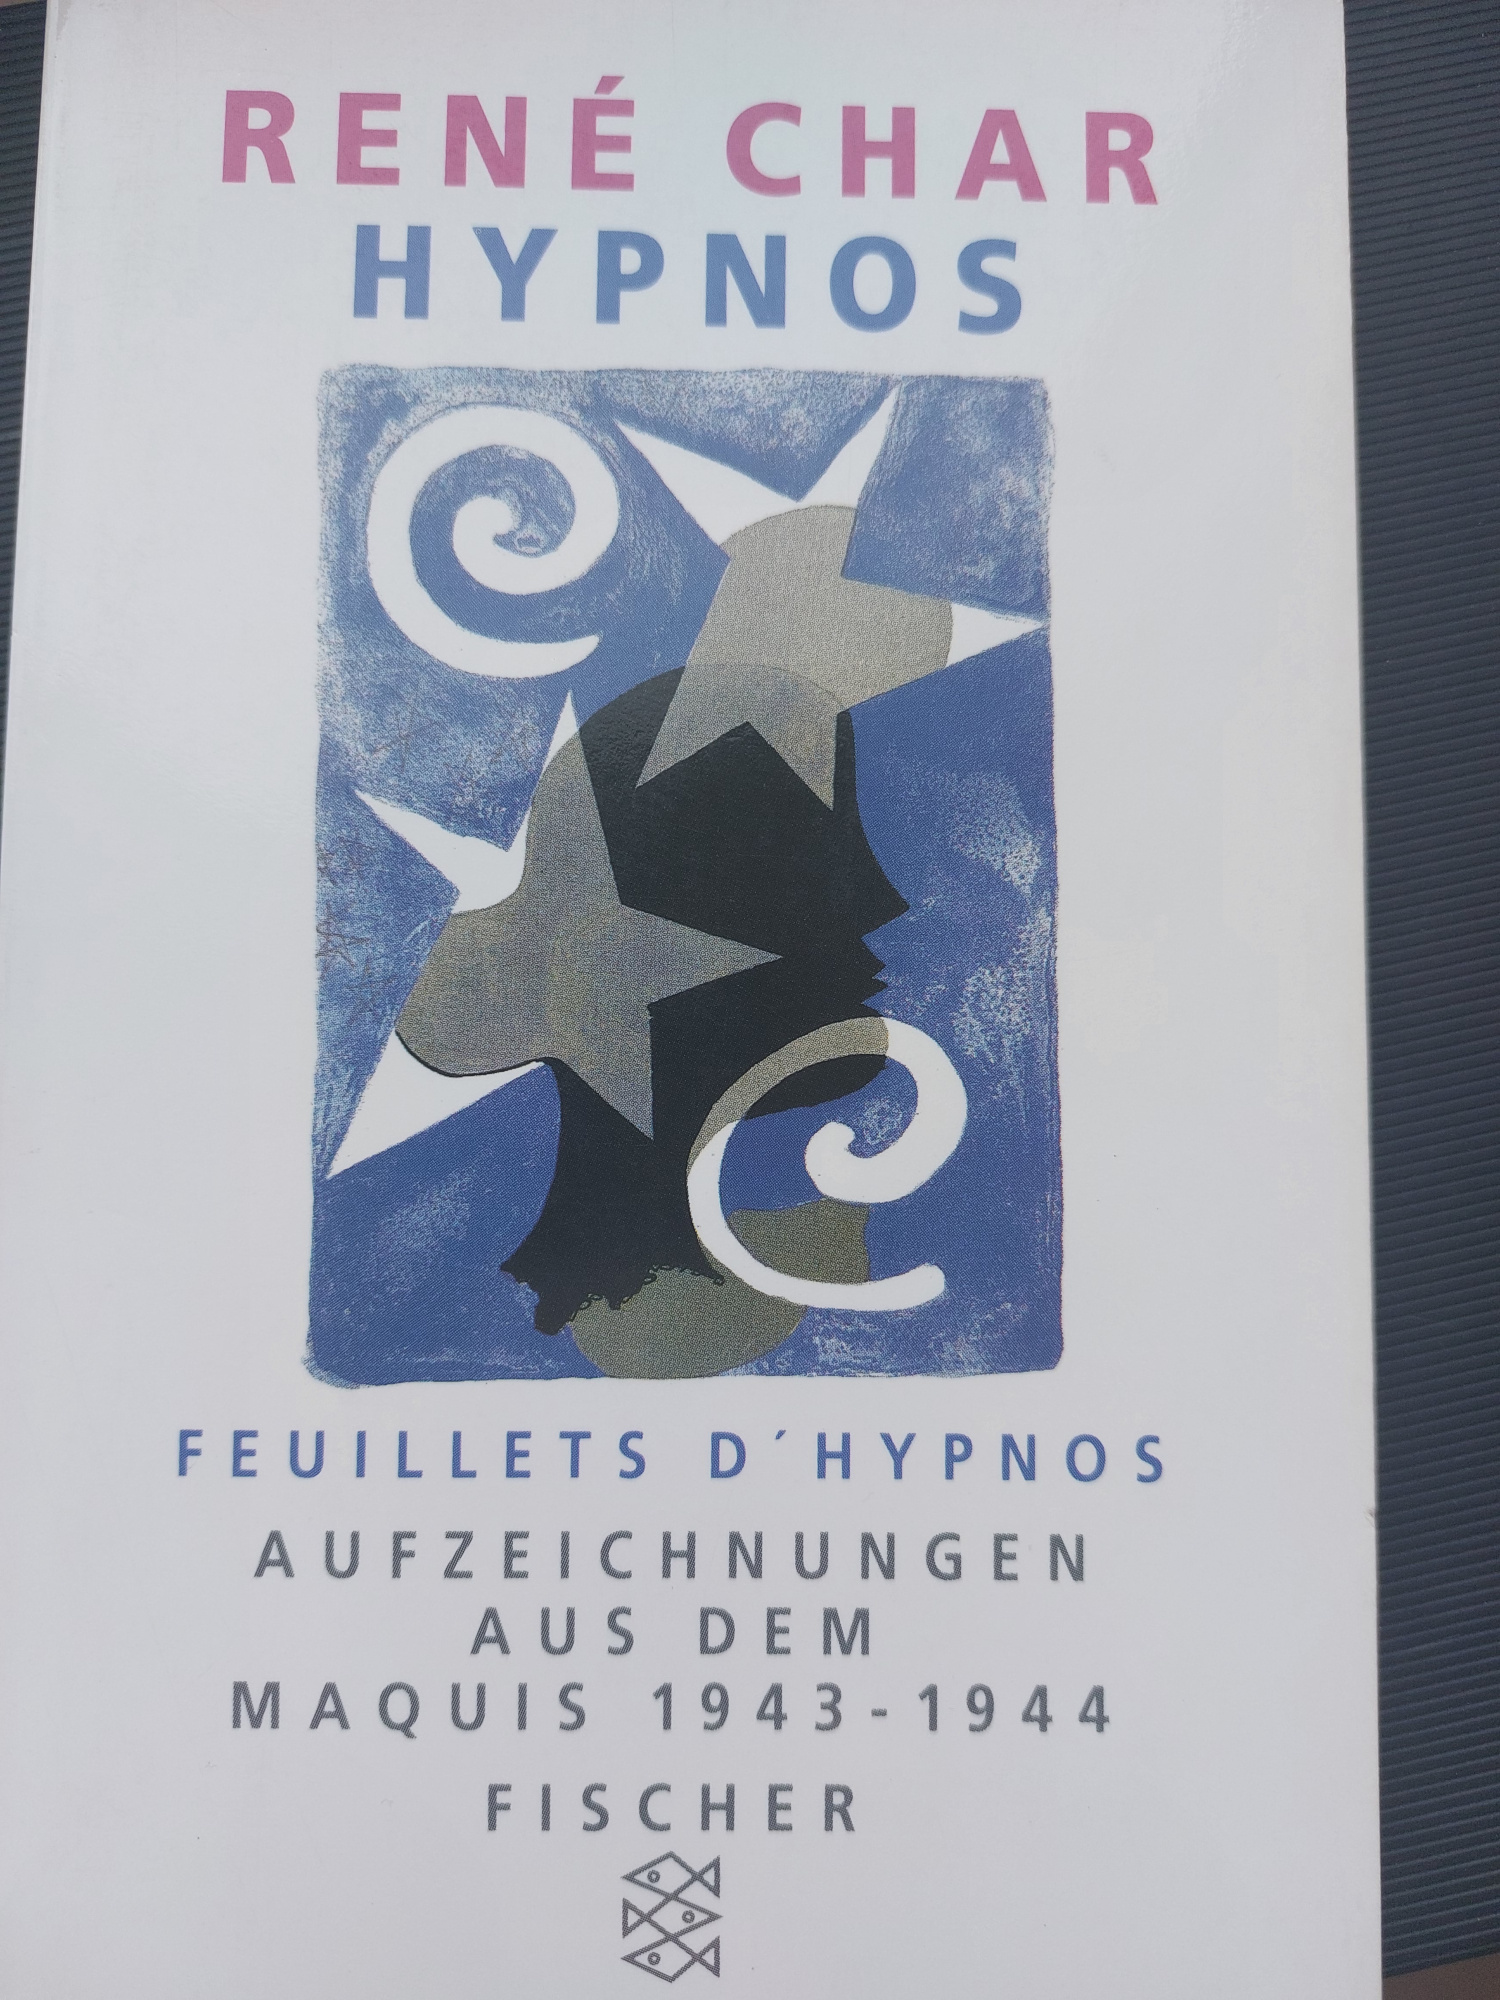 RENÉ CHAR
HYPNOS
FEUILLETS D´HYPNOS
AUFZEICHNUNGEN
AUS DEM
MAQUIS 1943-1944
FISCHER